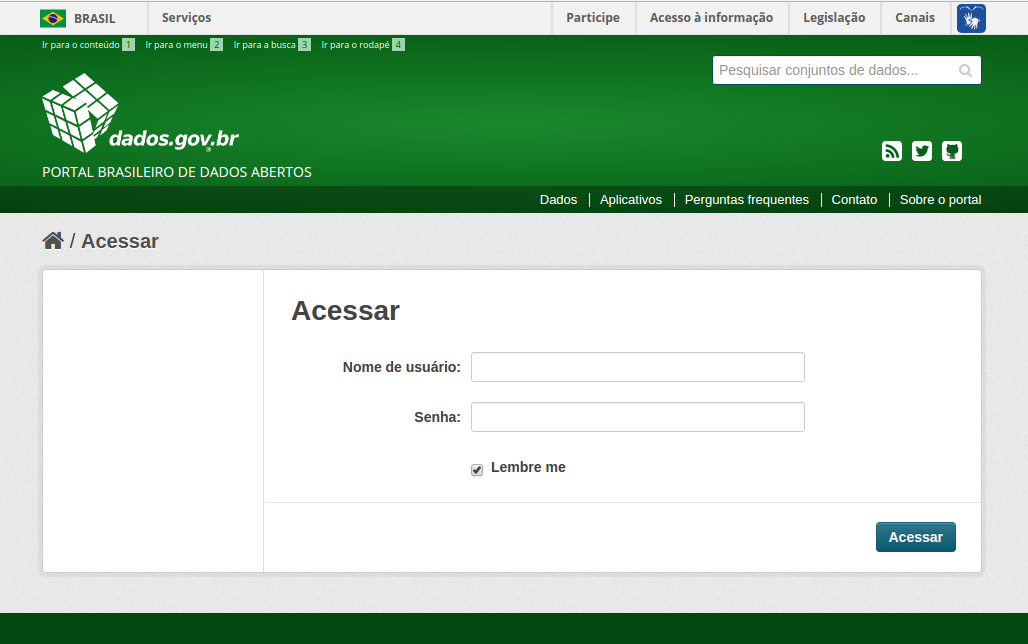 BRASIL Serviços Participe Acesso à informação Legislação Canais
Ir para o conteúdo 1 Ir para o menu 2 Ir para a busca 3 Ir para o rodapé 4
Pesquisar conjuntos de dados...
dados.gov.br
PORTAL BRASILEIRO DE DADOS ABERTOS
Dados Aplicativos Perguntas frequentes Contato Sobre o portal
/ Acessar
Acessar
Nome de usuário:
Senha:
Lembre me
Acessar